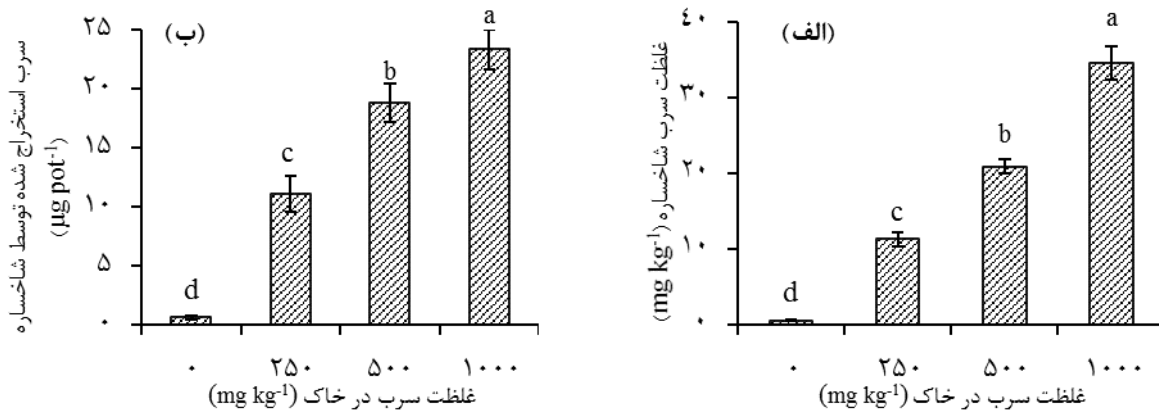 (الف)
غلظت سرب شاخساره (mg kg-1)
۴۰
۳۰
۲۰
۱۰
۰
d
c
b
a
۰ ۲۵۰ ۵۰۰ ۱۰۰۰
غلظت سرب در خاک (mg kg-1)
(ب)
سرب استخراج شده توسط شاخساره
(µg pot-1)
۲۵
۲۰
۱۵
۱۰
۵
۰
d
c
b
a
۰ ۲۵۰ ۵۰۰ ۱۰۰۰
غلظت سرب در خاک (mg kg-1)